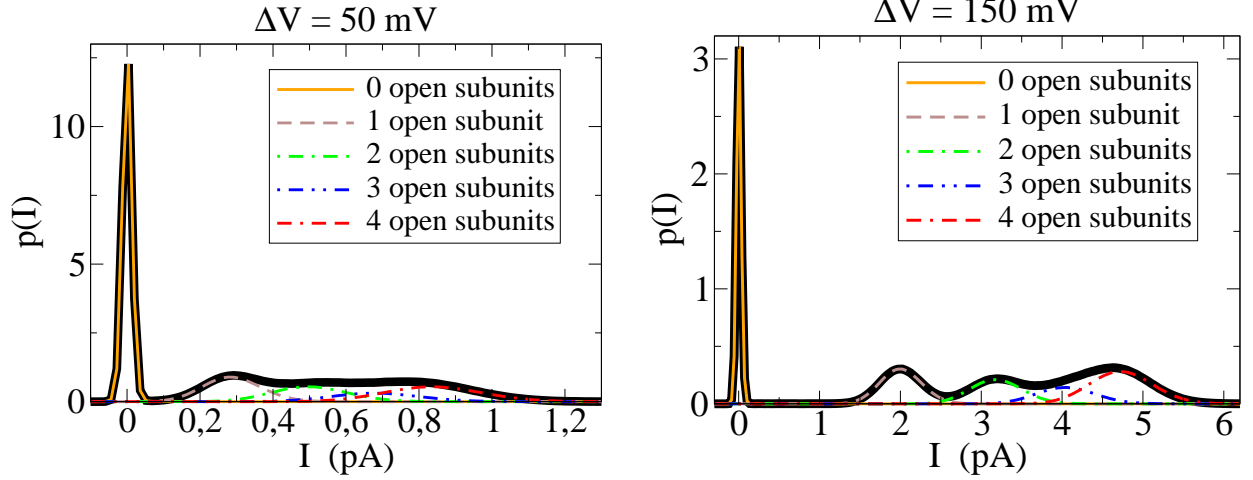 ΔV = 50 mV
p(I)
10
5
0
0 open subunits
1 open subunit
2 open subunits
3 open subunits
4 open subunits
0 0,2 0,4 0,6 0,8 1 1,2
I (pA)
ΔV = 150 mV
p(I)
3
2
1
0
0 open subunits
1 open subunit
2 open subunits
3 open subunits
4 open subunits
0 1 2 3 4 5 6
I (pA)